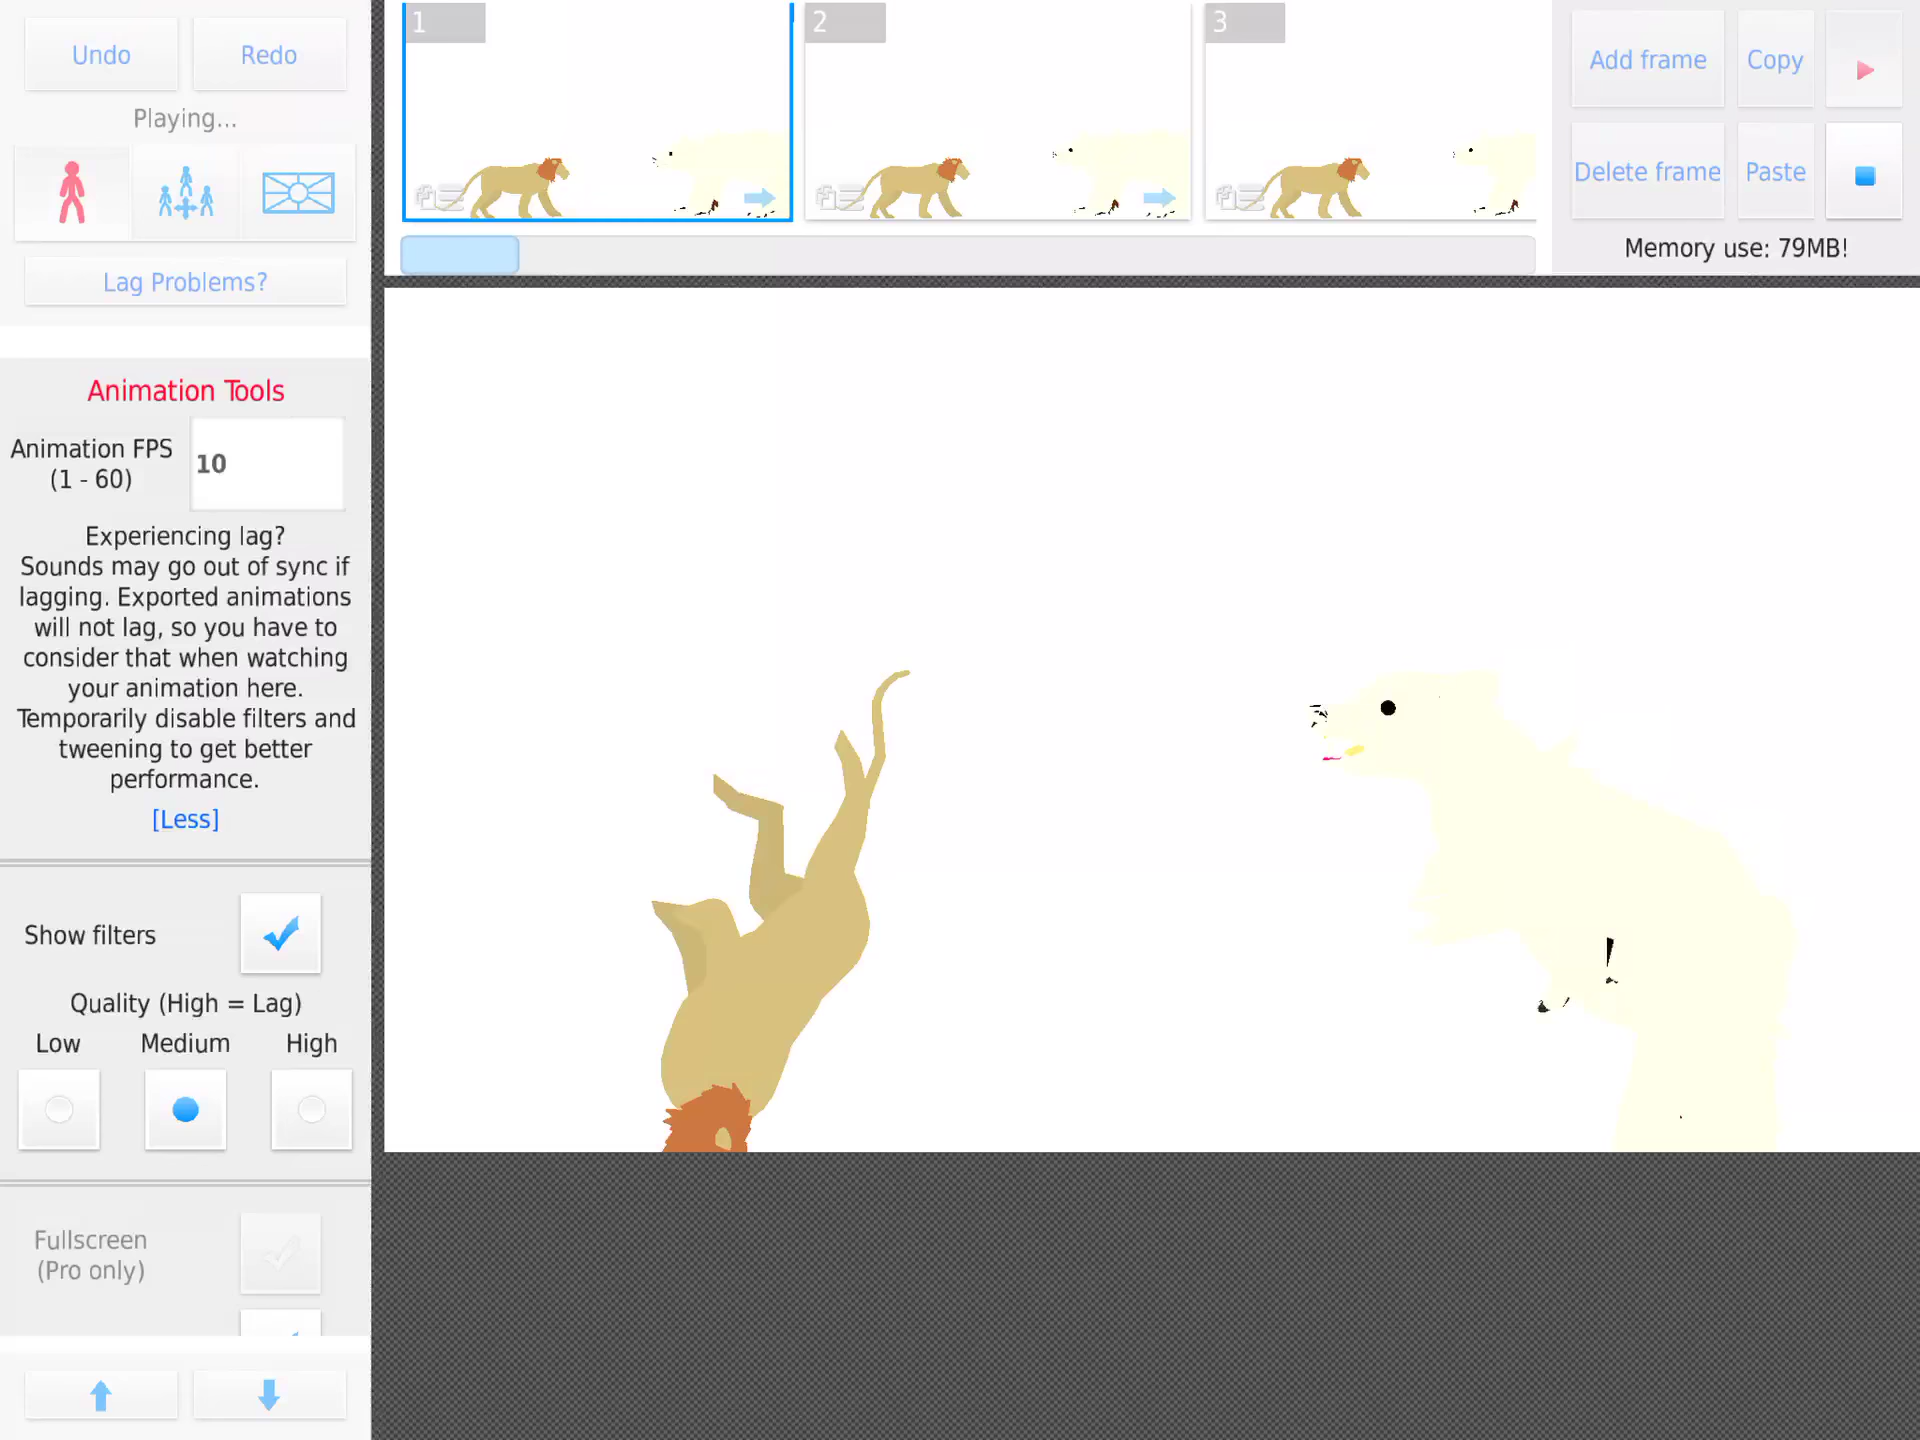 Undo
Redo
Playing...
Lag Problems?
1
2
3
Add frame
Copy
Delete frame
Paste
Memory use: 79MB!
Animation Tools
Animation FPS
(1 - 60)
10
Experiencing lag?
Sounds may go out of sync if
lagging. Exported animations
will not lag, so you have to
consider that when watching
your animation here.
Temporarily disable filters and
tweening to get better
performance.
[Less]
Show filters
Quality (High = Lag)
Low
Medium
High
Fullscreen
(Pro only)